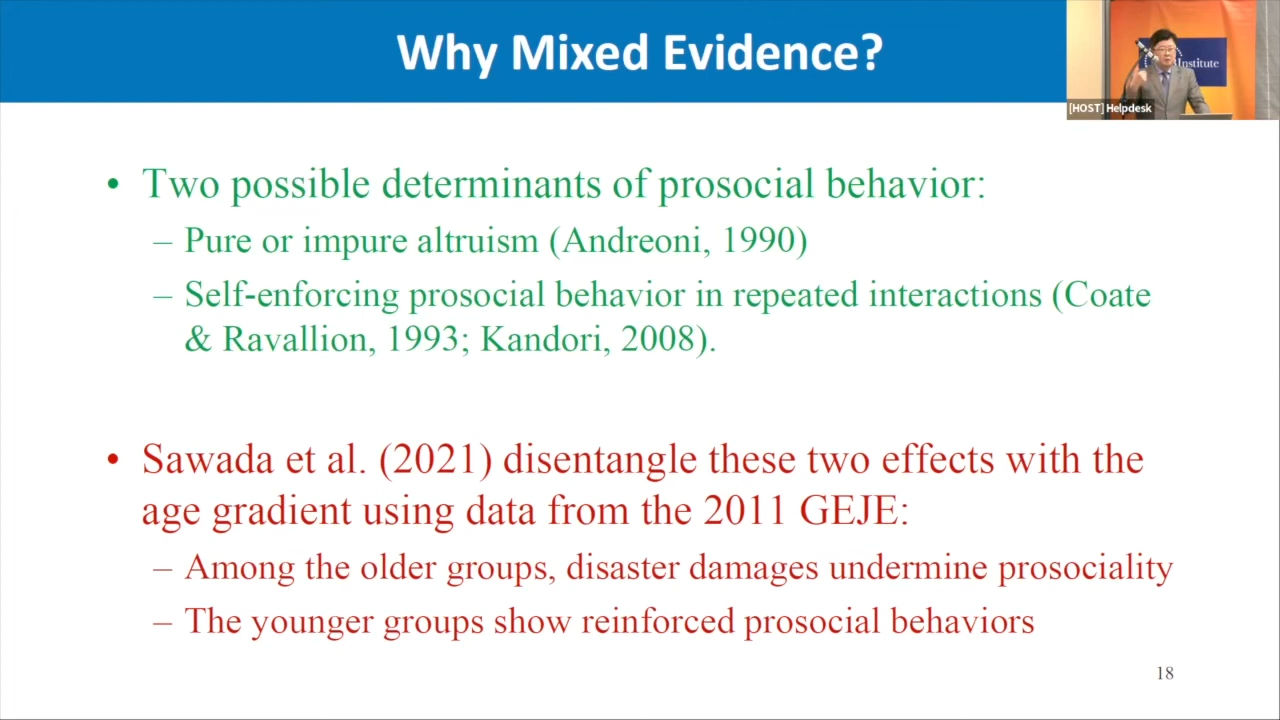 Why Mixed Evidence?
Institute
[HOST] Helpdesk
• Two possible determinants of prosocial behavior:
– Pure or impure altruism (Andreoni, 1990)
– Self-enforcing prosocial behavior in repeated interactions (Coate
& Ravallion, 1993; Kandori, 2008).
• Sawada et al. (2021) disentangle these two effects with the
age gradient using data from the 2011 GEJE:
– Among the older groups, disaster damages undermine prosociality
– The younger groups show reinforced prosocial behaviors
18